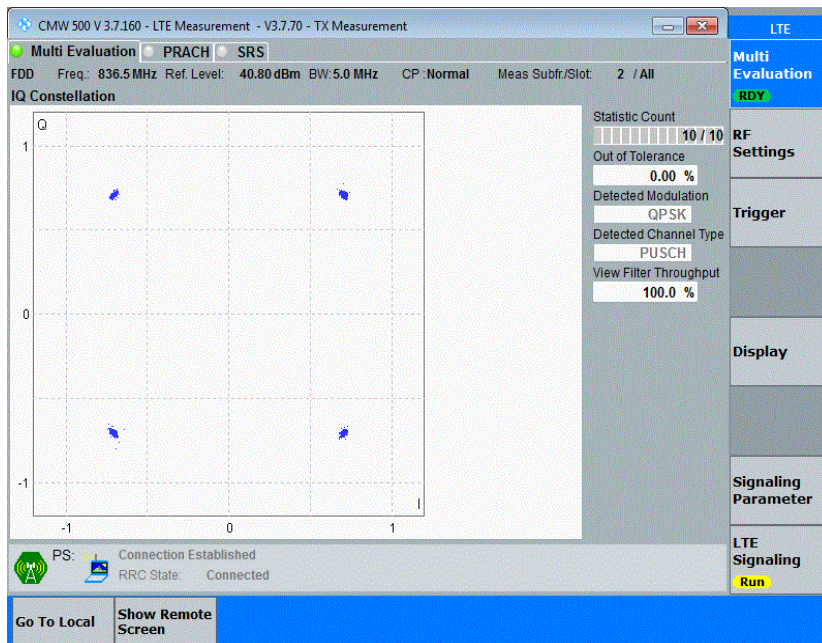 CMW 500 V 3.7.160 - LTE Measurement - V3.7.70 - TX Measurement
LTE
Multi Evaluation PRACH SRS
FDD Freq.: 836.5 MHz Ref. Level: 40.80 dBm BW: 5.0 MHz CP : Normal Meas Subfr./Slot: 2 / All
IQ Constellation
Q
1
0
-1
I
-1 0 1
Statistic Count
10 / 10
Out of Tolerance
0.00 %
Detected Modulation
QPSK
Detected Channel Type
PUSCH
View Filter Throughput
100.0 %
Multi
Evaluation
RDY
RF
Settings
Trigger
Display
Signaling
Parameter
LTE
Signaling
Run
PS: Connection Established
RRC State: Connected
Go To Local
Show Remote
Screen